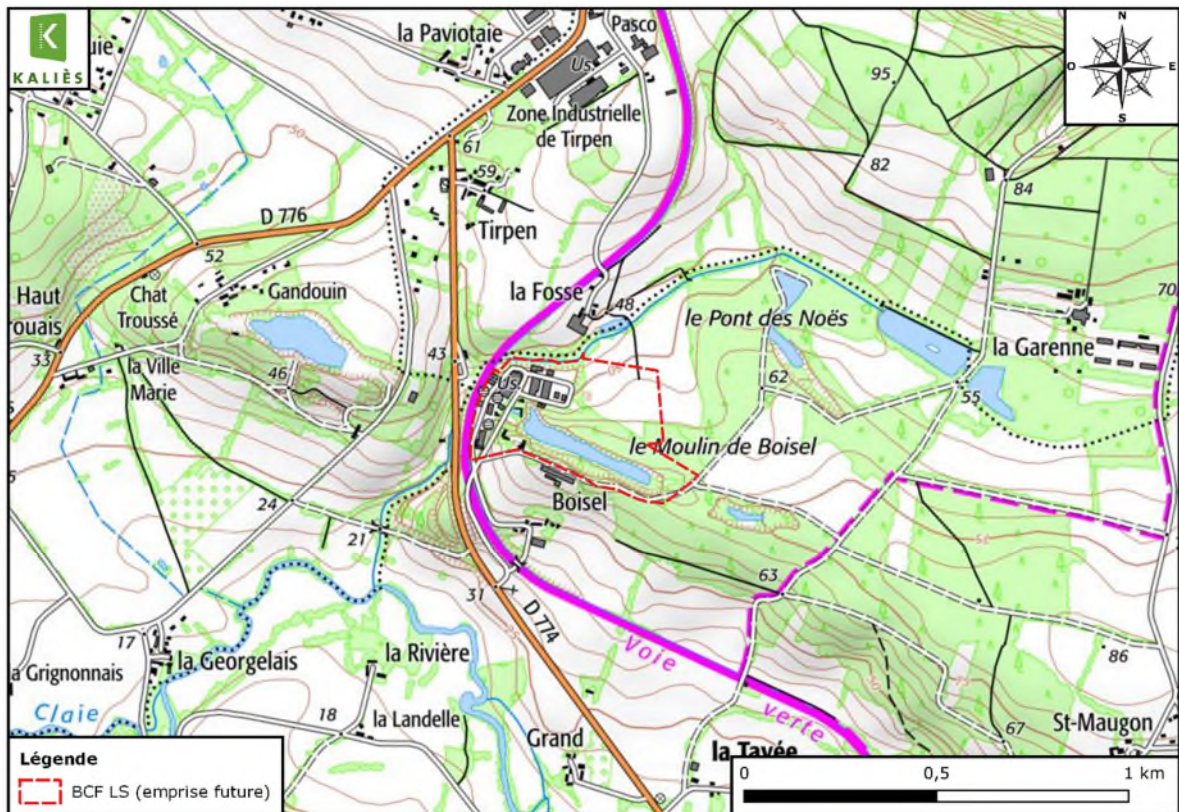 KALIÈS
la Paviotaie
Pasco
Us
Zone Industrielle
de Tirpen
N
O
E
S
95
75
50
61
59
82
84
D 776
Tirpen
52
Chat
Troussé
Gandouin
la Fosse
48
le Pont des Noës
70
Haut
rouais
33
la Ville
Marie
46
43
Us
62
la Garenne
55
le Moulin de Boisel
Boisel
24
21
63
31
D 774
17
la Georgelais
la Rivière
Voie
verte
86
a Grignonnais
Claie
18
la Landelle
67
St-Maugon
Grand
la Tavée
Légende
BCF LS (emprise future)
0
0,5
1 km